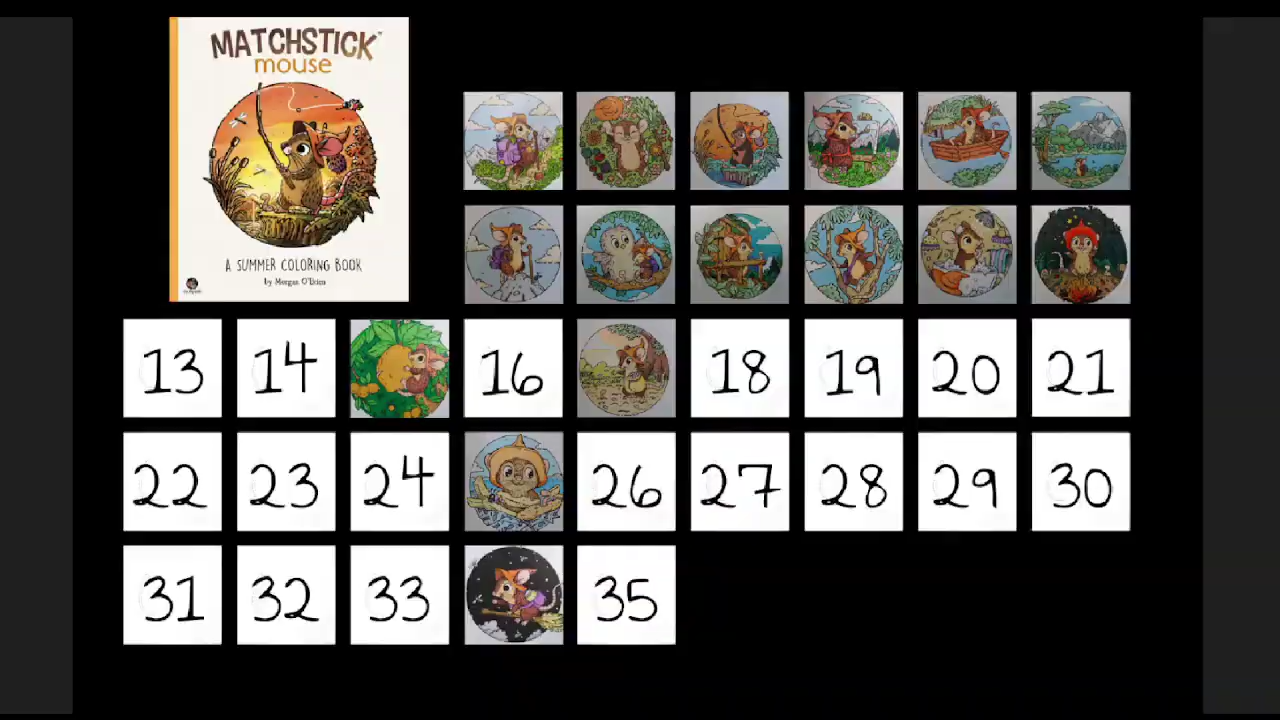 MATCHSTICK™
mouse
A SUMMER COLORING BOOK
by Morgan O'Brien
13 14 16 18 19 20 21
22 23 24 26 27 28 29 30
31 32 33 35